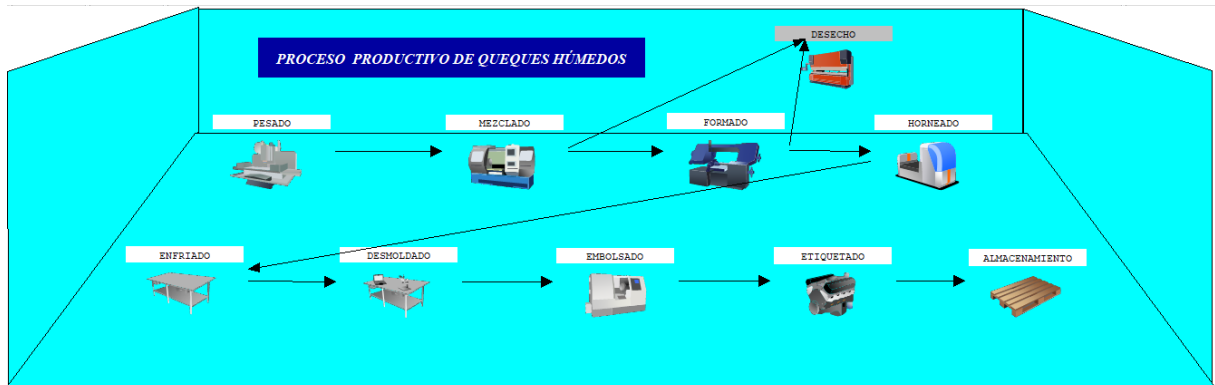 DESECHO
PROCESO PRODUCTIVO DE QUEQUES HÚMEDOS
PESADO
MEZCLADO
FORMADO
HORNEADO
ENFRIADO
DESMOLDADO
EMBOLSADO
ETIQUETADO
ALMACENAMIENTO